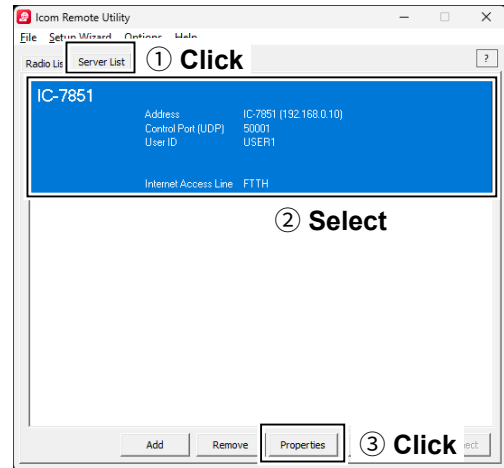 Icom Remote Utility
File Setup Wizard Options Help
Server List
① Click
?
IC-7851
Address IC-7851 (192.168.0.10)
Control Port (UDP) 50001
User ID USER1
Internet Access Line FTTH
② Select
Add Remove Properties ③ Click